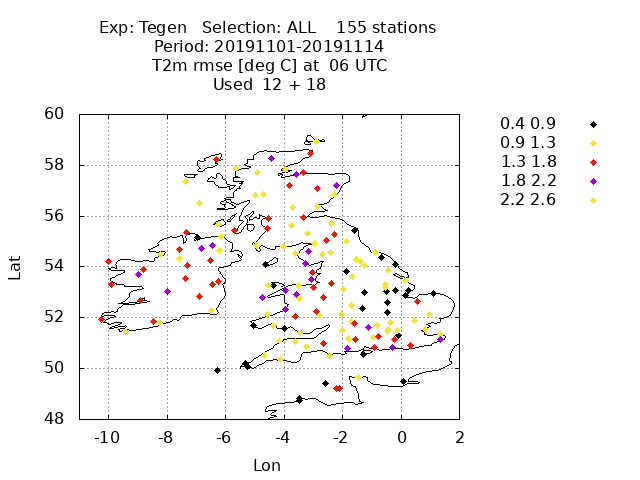 Exp: Tegen   Selection: ALL    155 stations
Period: 20191101-20191114
T2m rmse [deg C] at  06 UTC
Used  12 + 18
0.4 0.9
0.9 1.3
1.3 1.8
1.8 2.2
2.2 2.6
60
58
56
54
52
50
48
Lat
-10 -8 -6 -4 -2 0 2
Lon